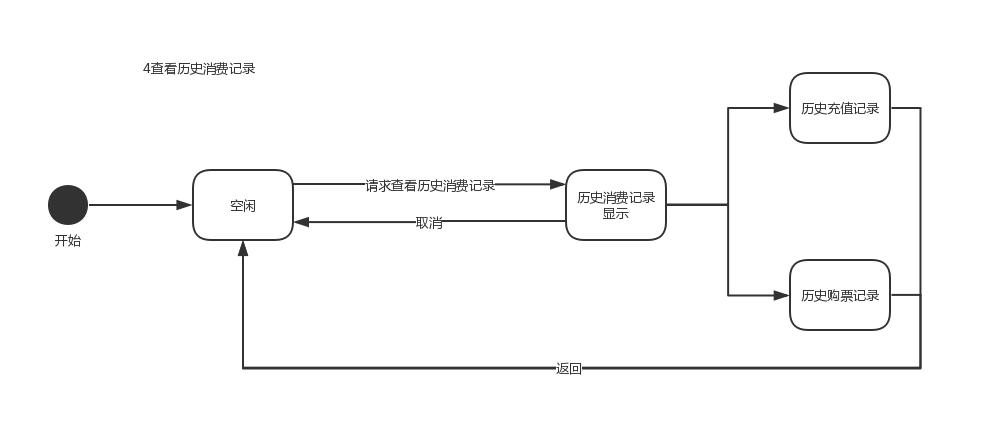 4查看历史消费记录
历史充值记录
请求查看历史消费记录
空闲
历史消费记录
显示
取消
开始
历史购票记录
返回